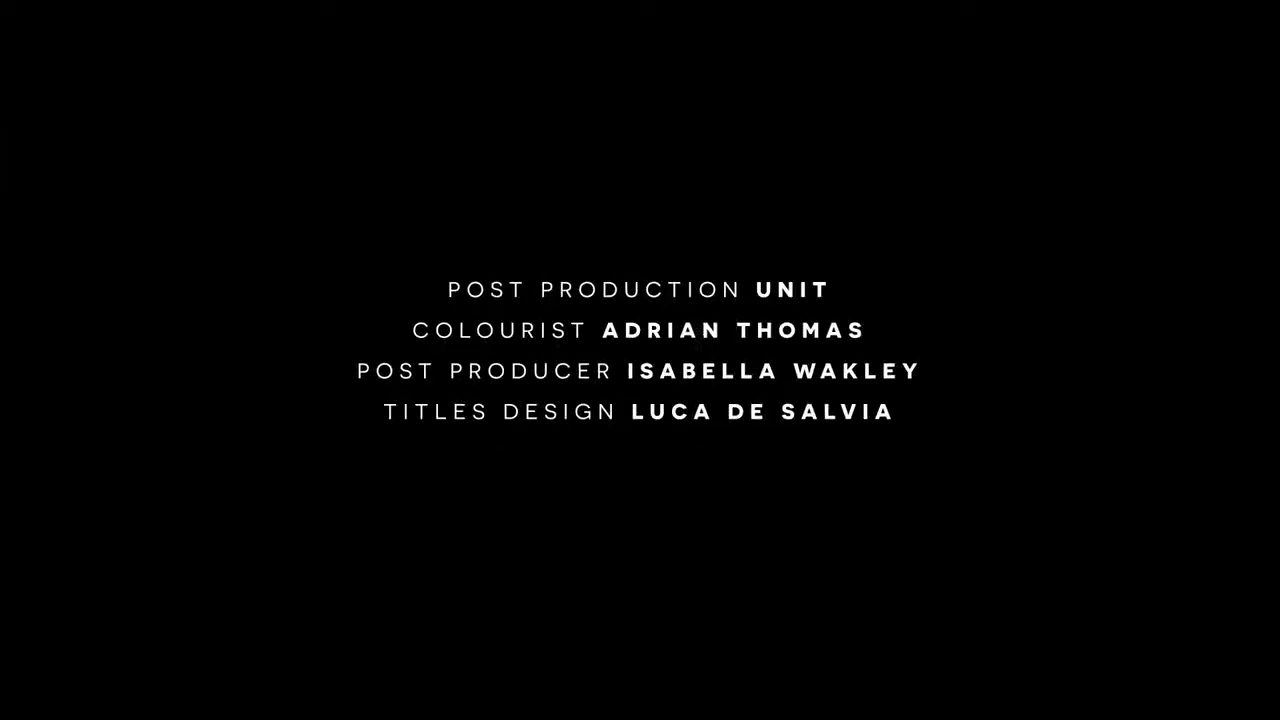 POST PRODUCTION UNIT
COLOURIST ADRIAN THOMAS
POST PRODUCER ISABELLA WAKLEY
TITLES DESIGN LUCA DE SALVIA